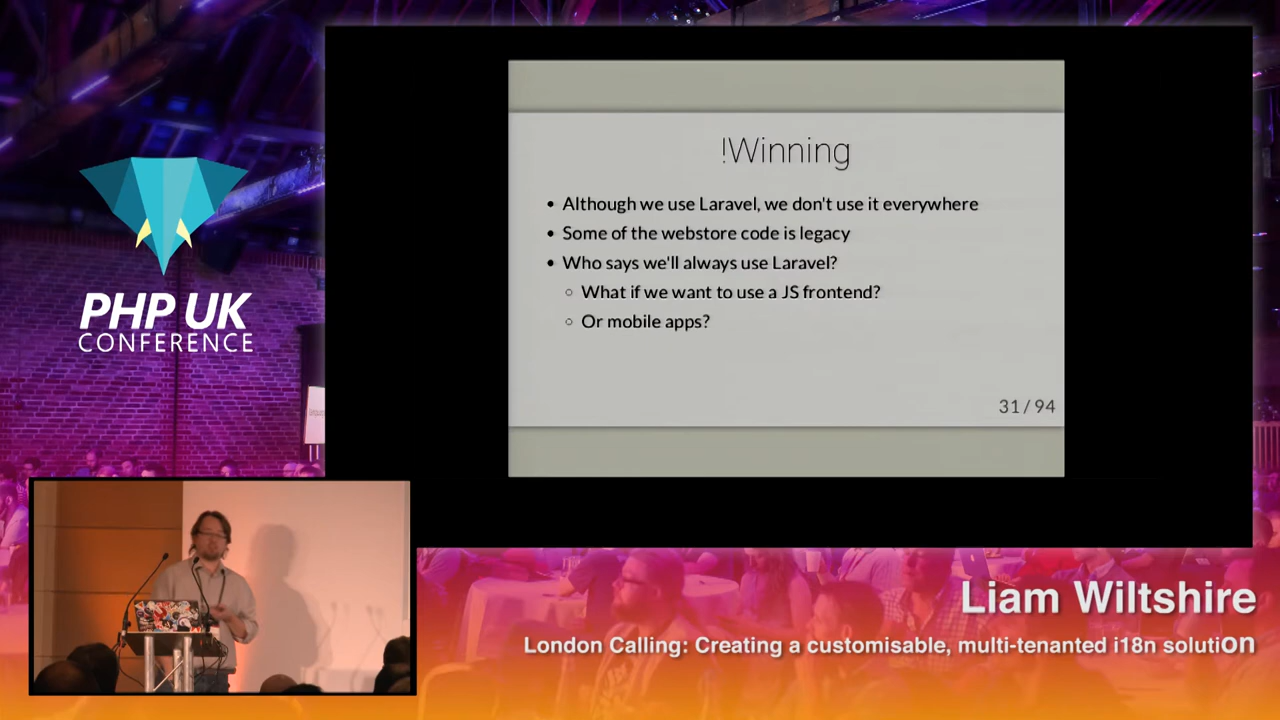 PHP UK
CONFERENCE
!Winning
• Although we use Laravel, we don't use it everywhere
• Some of the webstore code is legacy
• Who says we'll always use Laravel?
◦ What if we want to use a JS frontend?
◦ Or mobile apps?
31 / 94
Liam Wiltshire
London Calling: Creating a customisable, multi-tenanted i18n solution